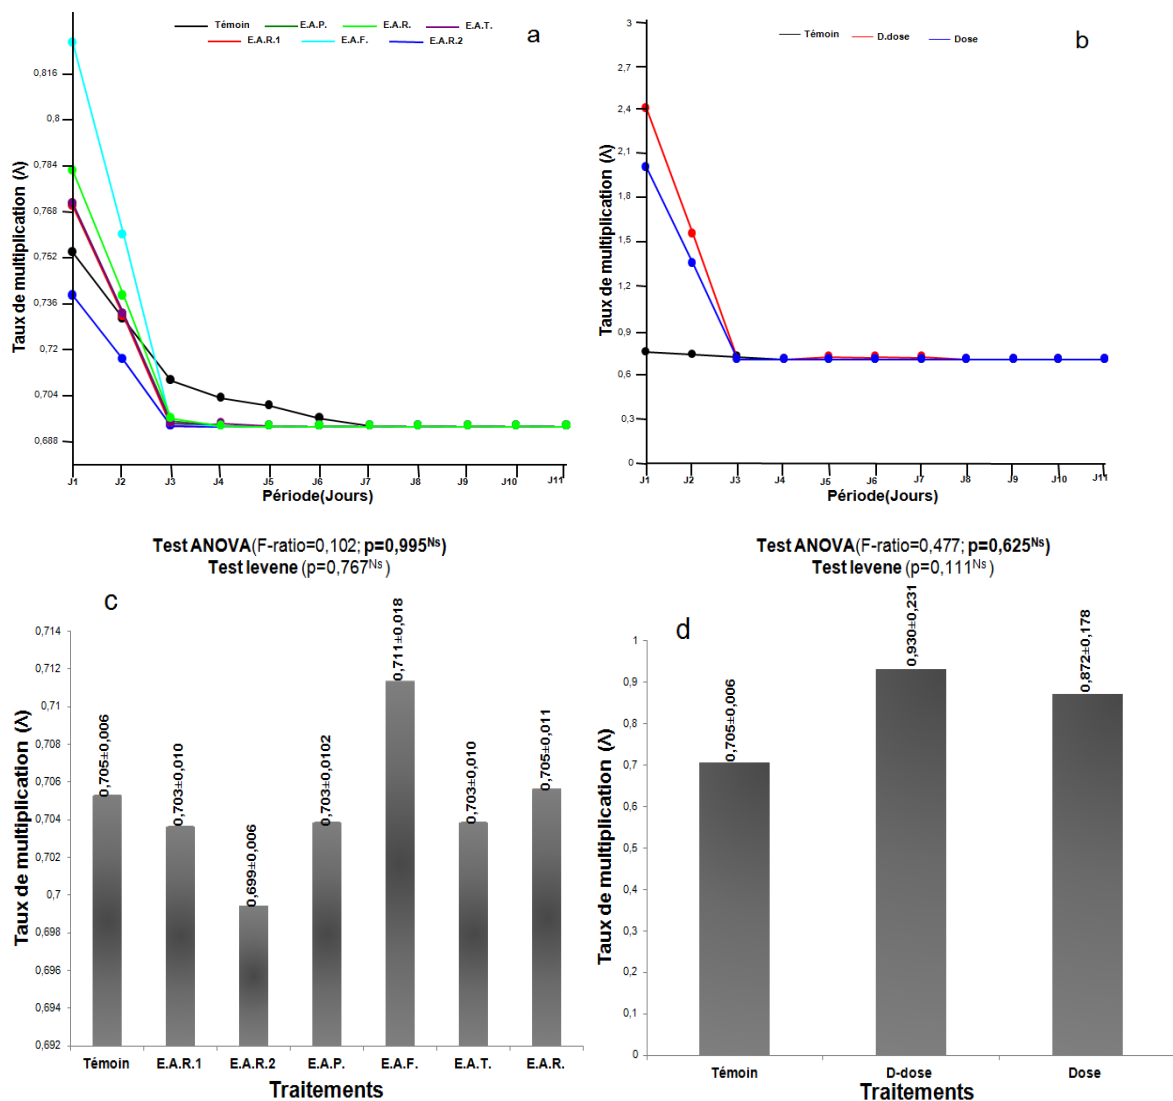 Témoin E.A.P. E.A.R. E.A.T.
E.A.R.1 E.A.F. E.A.R.2
a
0,816
0,8
0,784
0,768
0,752
0,736
0,72
0,704
0,688
Taux de multiplication (λ)
J1 J2 J3 J4 J5 J6 J7 J8 J9 J10 J11
Période(Jours)
Témoin D.dose Dose
b
3
2,7
2,4
2,1
1,8
1,5
1,2
0,9
0,6
0,3
0
Taux de multiplication (λ)
J1 J2 J3 J4 J5 J6 J7 J8 J9 J10 J11
Période(Jours)
Test ANOVA(F-ratio=0,102; p=0,995Ns)
Test levene (p=0,767Ns)
Test ANOVA(F-ratio=0,477; p=0,625Ns)
Test levene (p=0,111Ns)
c
0,714
0,712
0,71
0,708
0,706
0,704
0,702
0,7
0,698
0,696
0,694
0,692
Taux de multiplication (λ)
0,705±0,006
0,703±0,010
0,699±0,006
0,703±0,0102
0,711±0,018
0,703±0,010
0,705±0,011
Témoin E.A.R.1 E.A.R.2 E.A.P. E.A.F. E.A.T. E.A.R.
Traitements
d
1
0,9
0,8
0,7
0,6
0,5
0,4
0,3
0,2
0,1
0
Taux de multiplication (λ)
0,705±0,006
0,930±0,231
0,872±0,178
Témoin D-dose Dose
Traitements